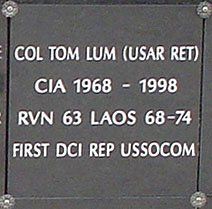 COL TOM LUM (USAR RET)
CIA 1968 - 1998
RVN 63 LAOS 68-74
FIRST DCI REP USSOCOM